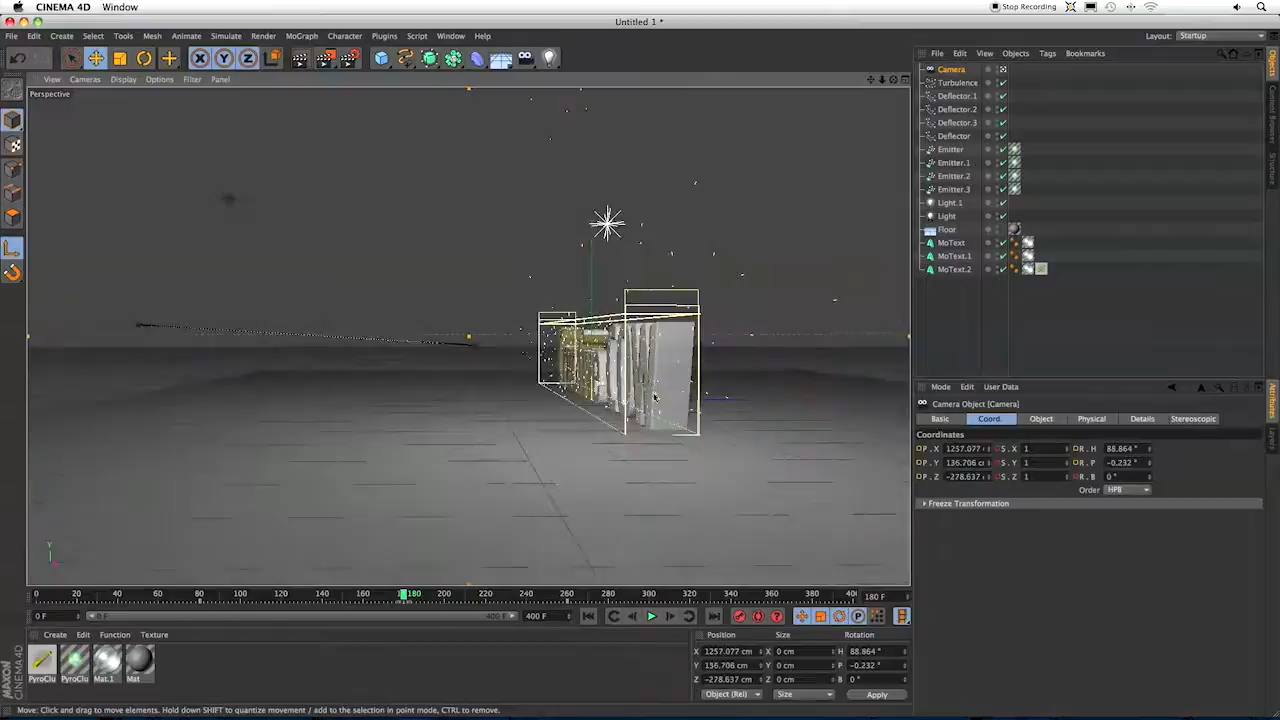 CINEMA 4D Window Stop Recording
Untitled 1 *
File Edit Create Select Tools Mesh Animate Simulate Render MoGraph Character Plugins Script Window Help Layout: Startup
View Cameras Display Options Filter Panel
Perspective
File Edit View Objects Tags Bookmarks
Camera
Turbulence
Deflector.1
Deflector.2
Deflector.3
Deflector
Emitter
Emitter.1
Emitter.2
Emitter.3
Light.1
Light
Floor
MoText
MoText.1
MoText.2
Objects
Content Browser
Structure
Mode Edit User Data
Camera Object [Camera]
Basic Coord. Object Physical Details Stereoscopic
Coordinates
P . X 1257.077 S . X 1 R . H 88.864 °
P . Y 136.706 c S . Y 1 R . P -0.232 °
P . Z -278.637 S . Z 1 R . B 0 °
Order HPB
Freeze Transformation
Attributes
Layers
Y
0 20 40 60 80 100 120 140 160 180 200 220 240 260 280 300 320 340 360 380 40 180 F
0 F 0 F 400 F 400 F
Create Edit Function Texture
PyroClu PyroClu Mat.1 Mat
Position Size Rotation
X 1257.077 cm X 0 cm H 88.864 °
Y 136.706 cm Y 0 cm P -0.232 °
Z -278.637 cm Z 0 cm B 0 °
Object (Rel) Size Apply
MAXON CINEMA 4D
Move: Click and drag to move elements. Hold down SHIFT to quantize movement / add to the selection in point mode, CTRL to remove.